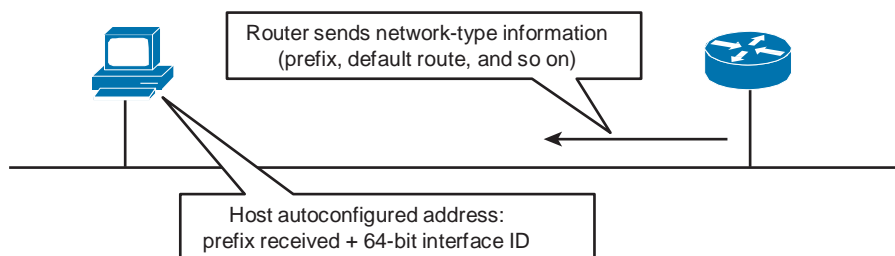 Router sends network-type information
(prefix, default route, and so on)
Host autoconfigured address:
prefix received + 64-bit interface ID